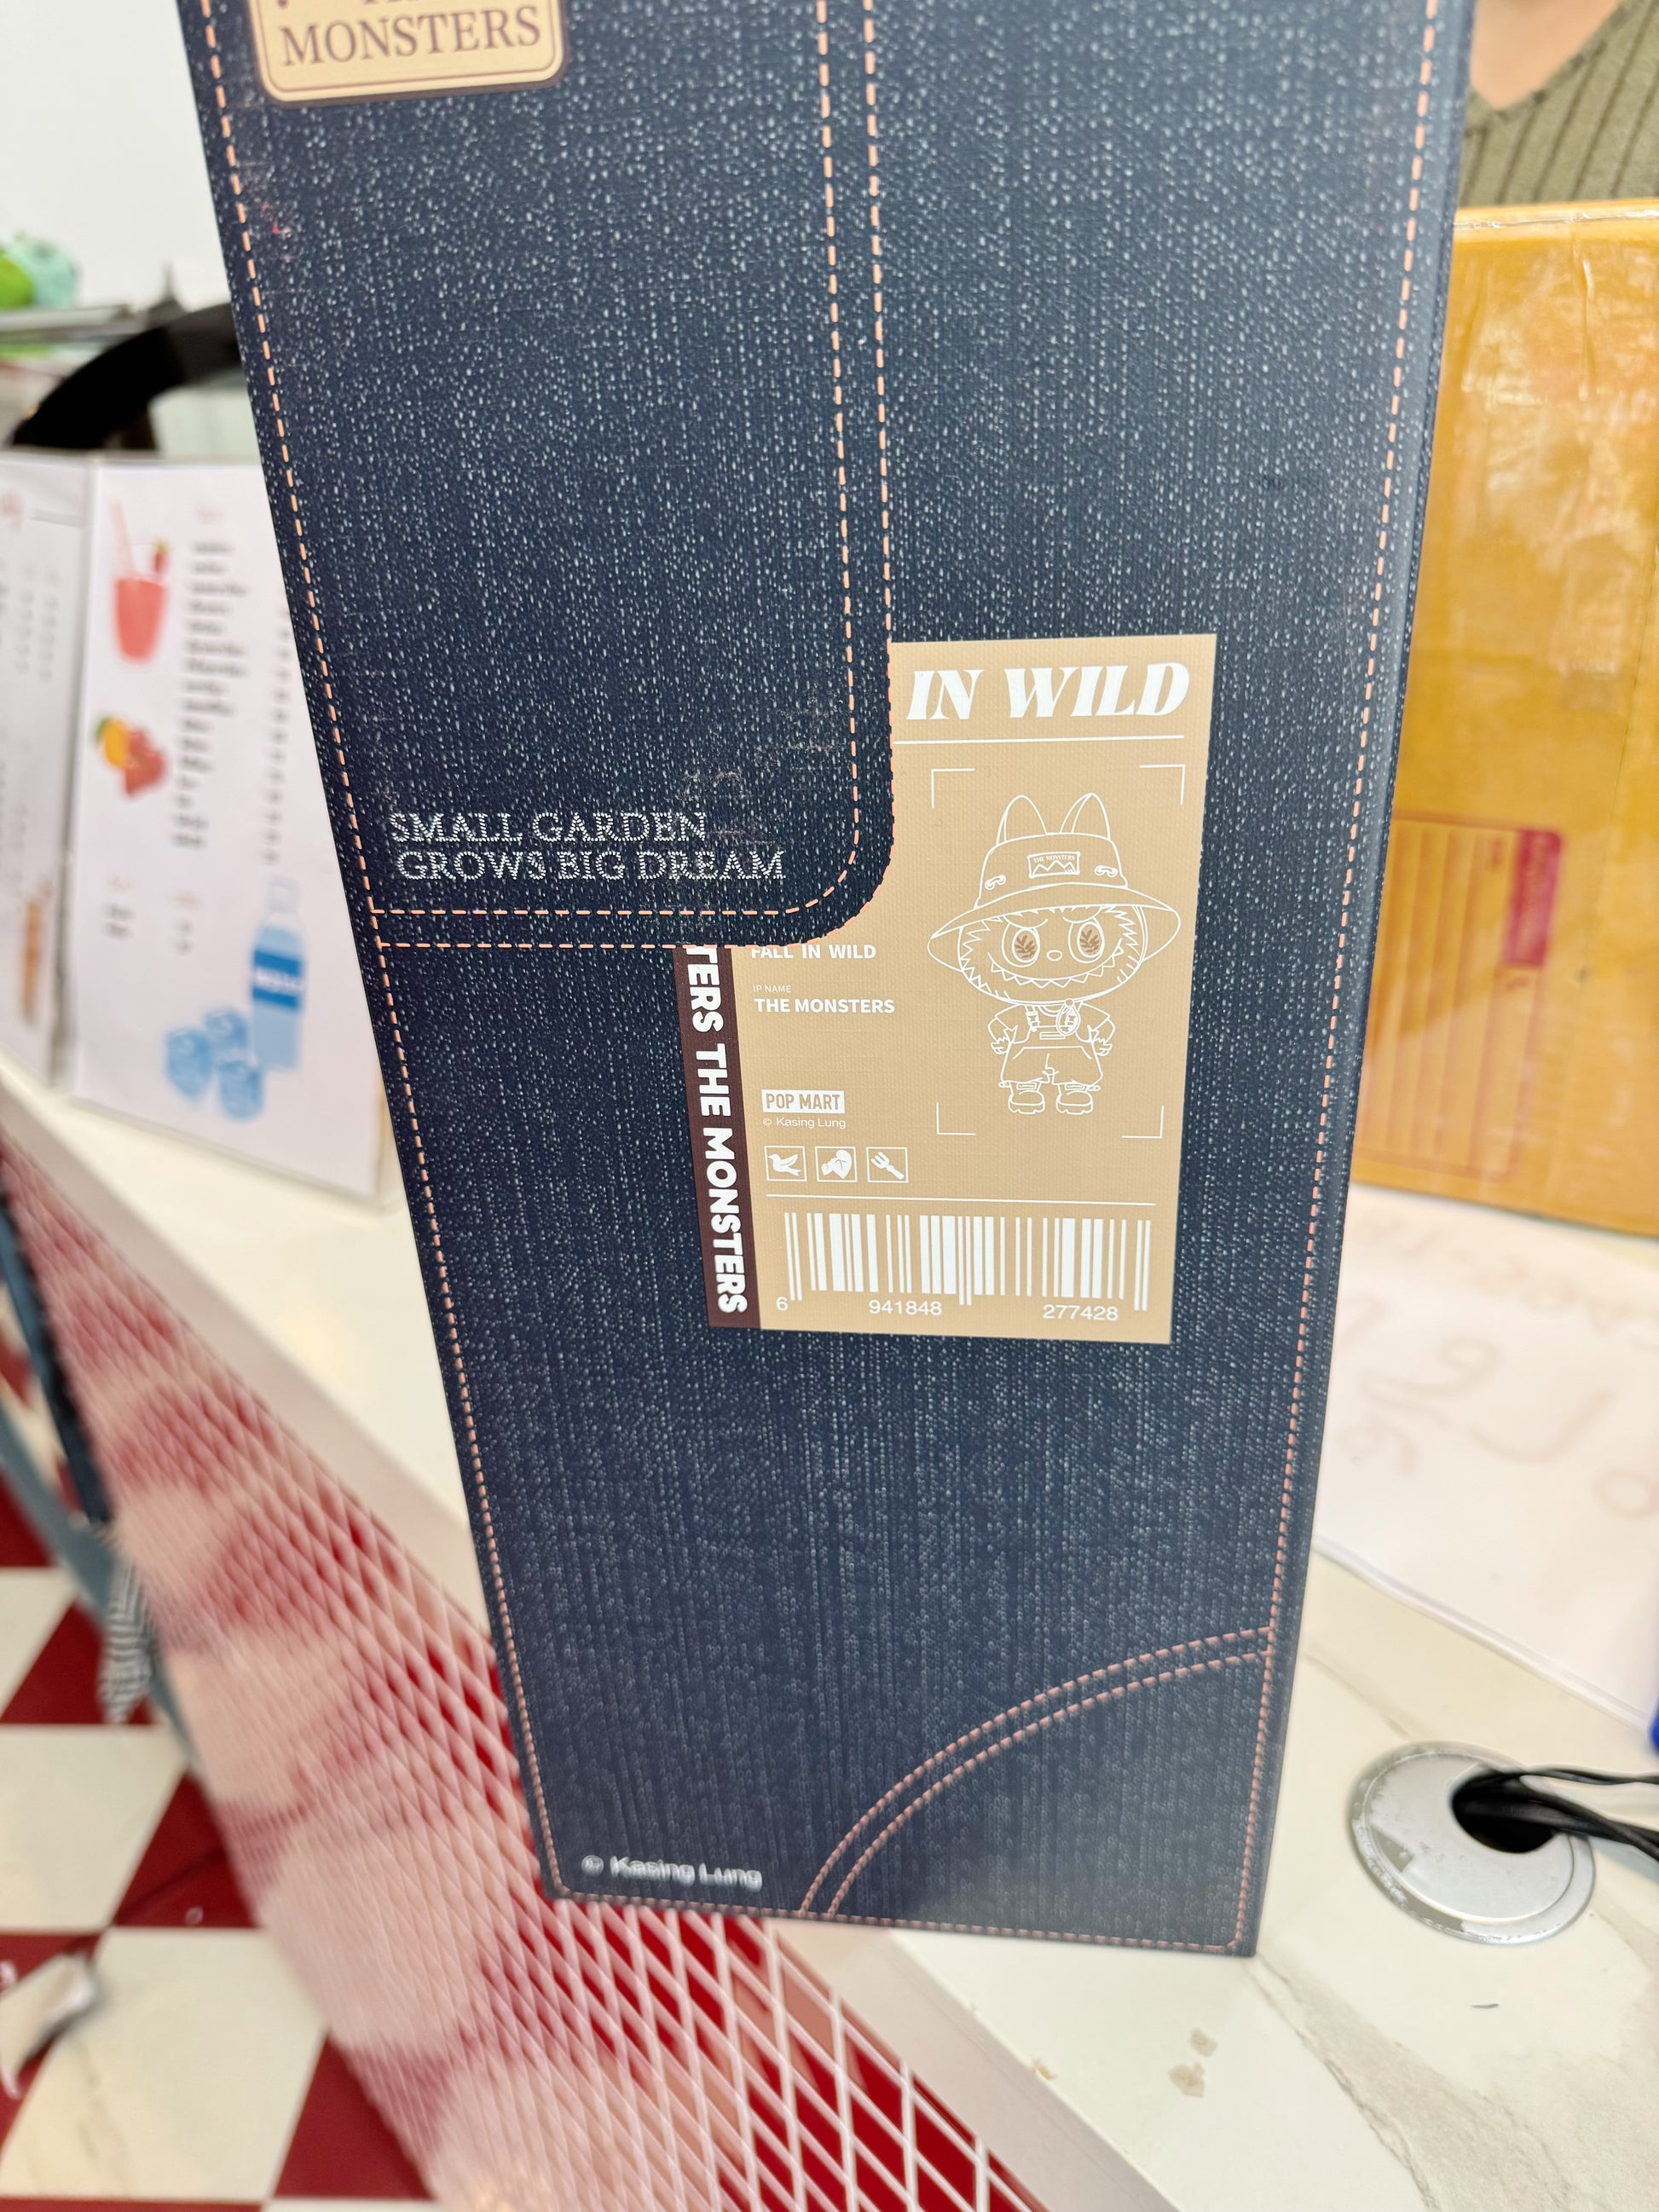 MONSTERS
IN WILD
THE MONSTERS
SMALL GARDEN
GROWS BIG DREAM
FALL IN WILD
IP NAME
THE MONSTERS
POP MART
© Kasing Lung
TERS THE MONSTERS
6 941848 277428
© Kasing Lung